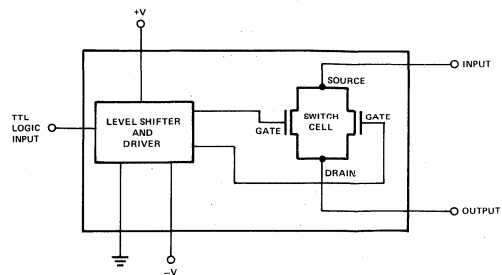 +V
INPUT
SOURCE
TTL
LOGIC
INPUT
LEVEL SHIFTER
AND
DRIVER
GATE
SWITCH
CELL
GATE
DRAIN
OUTPUT
−V